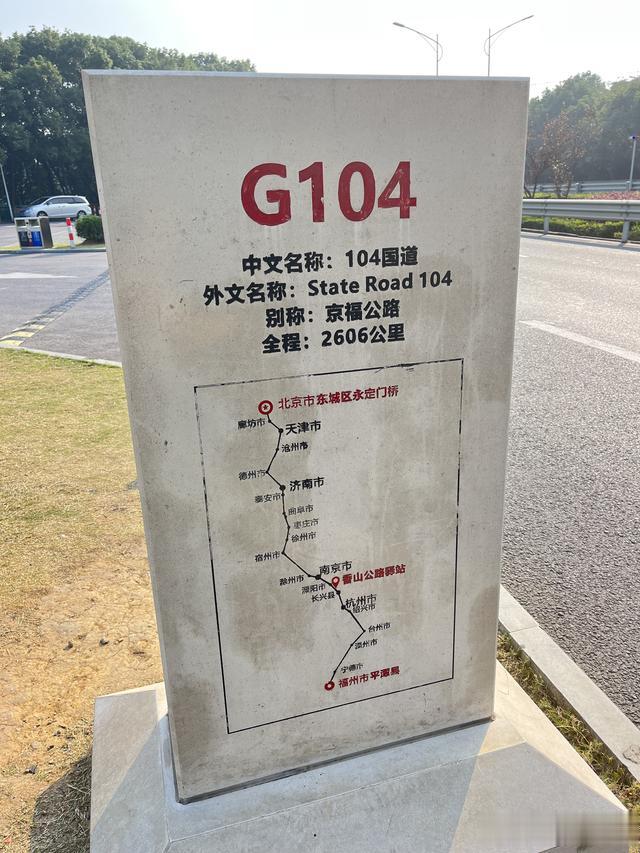 G104
中文名称：104国道
外文名称：State Road 104
别称：京福公路
全程：2606公里
北京市东城区永定门桥
廊坊市
天津市
沧州市
德州市
济南市
泰安市
曲阜市
枣庄市
徐州市
宿州市
滁州市
南京市
香山公路驿站
溧阳市
长兴县
杭州市
绍兴市
台州市
温州市
宁德市
福州市平潭县